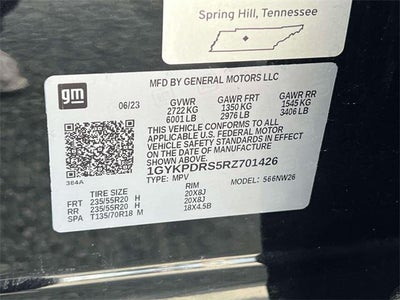 Spring Hill, Tennessee
MFD BY GENERAL MOTORS LLC
gm
06/23 GVWR GAWR FRT GAWR RR
2722 KG 1350 KG 1545 KG
6001 LB 2976 LB 3406 LB
THIS VEHICLE CONFORMS TO ALL
APPLICABLE U.S. FEDERAL MOTOR
VEHICLE SAFETY STANDARDS IN EFFECT
ON THE DATE OF MANUFACTURE SHOWN
ABOVE.
1GYKPDRS5RZ701426
TYPE: MPV MODEL: 566NW26
384A
TIRE SIZE RIM
FRT 235/55R20 H 20X8J
RR 235/55R20 H 20X8J
SPA T135/70R18 M 18X4.5B